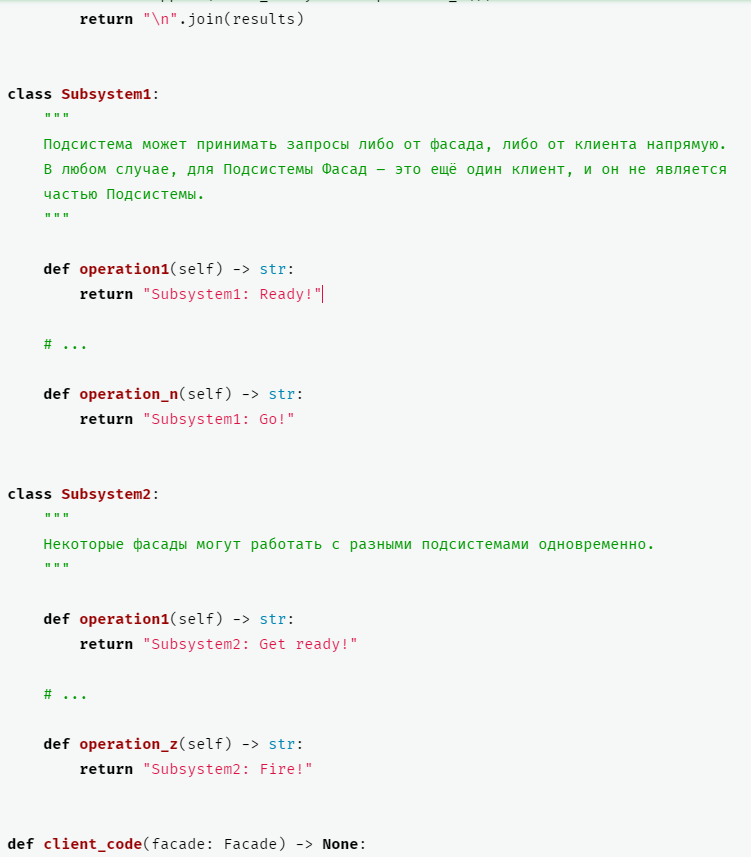 return "\n".join(results)
class Subsystem1:
    """
    Подсистема может принимать запросы либо от фасада, либо от клиента напрямую.
    В любом случае, для Подсистемы Фасад – это ещё один клиент, и он не является
    частью Подсистемы.
    """
    def operation1(self) -> str:
        return "Subsystem1: Ready!"
    # ...
    def operation_n(self) -> str:
        return "Subsystem1: Go!"
class Subsystem2:
    """
    Некоторые фасады могут работать с разными подсистемами одновременно.
    """
    def operation1(self) -> str:
        return "Subsystem2: Get ready!"
    # ...
    def operation_z(self) -> str:
        return "Subsystem2: Fire!"
def client_code(facade: Facade) -> None: